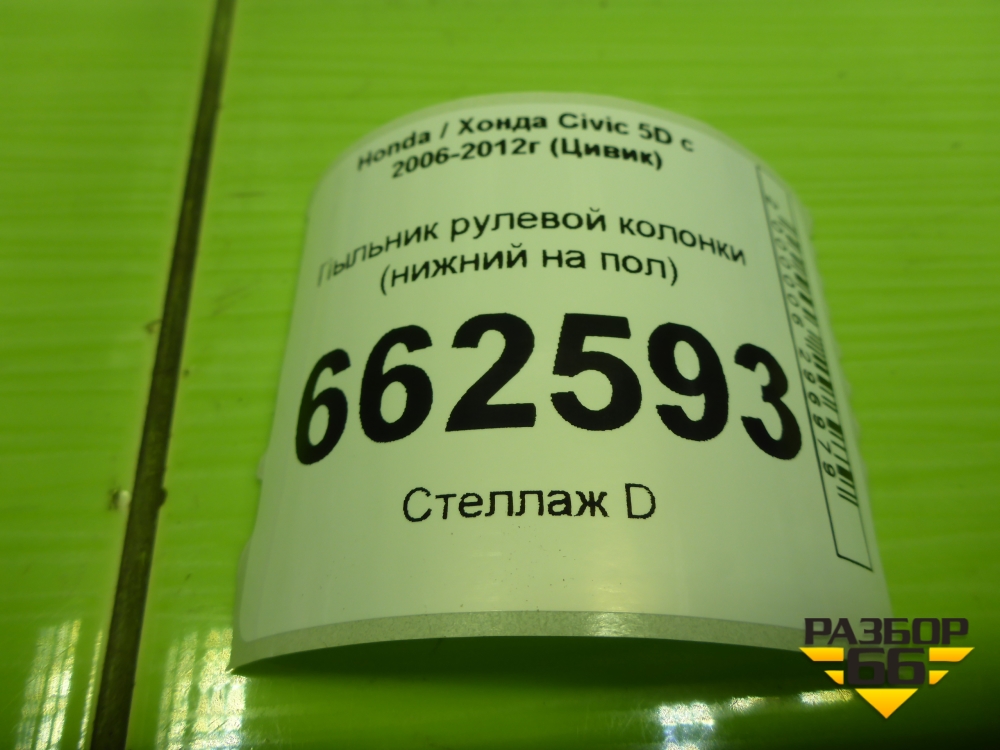 Honda / Хонда Civic 5D с
2006-2012г (Цивик)
Пыльник рулевой колонки
(нижний на пол)
662593
Стеллаж D
РАЗБОР
66